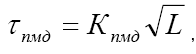 τпмд = Kпмд√L ,